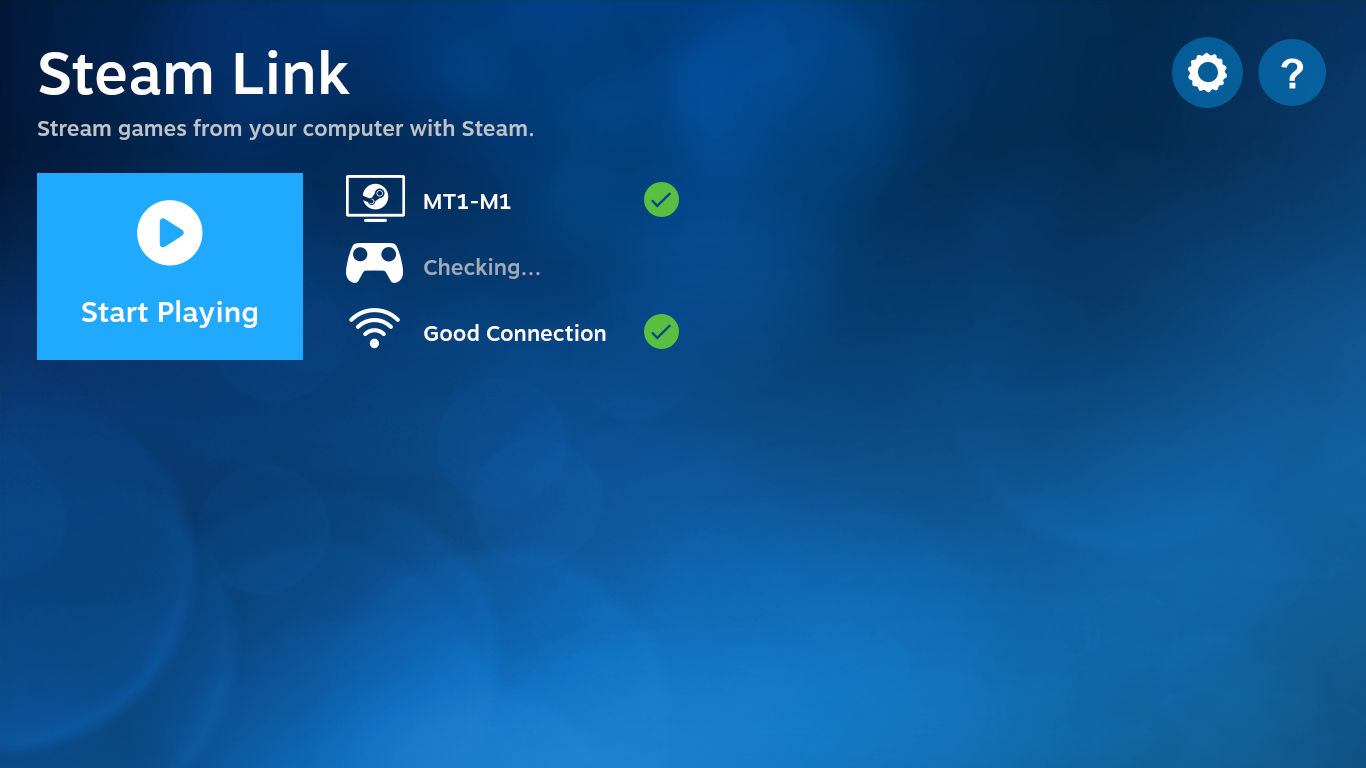 Steam Link
Stream games from your computer with Steam.
?
Start Playing
MT1-M1
Checking...
Good Connection